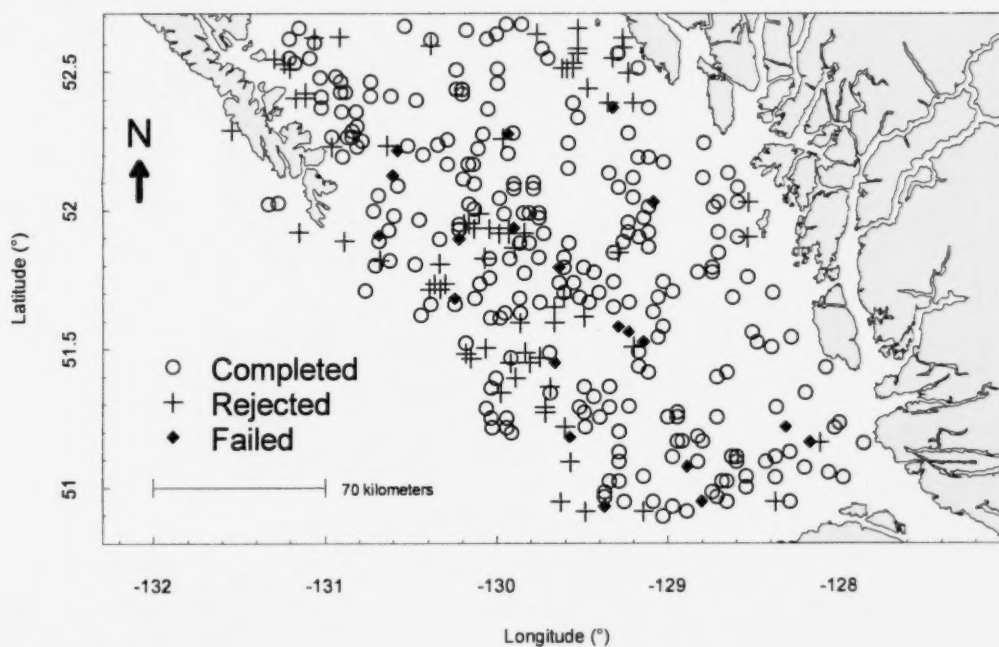 52.5
52
51.5
51
Latitude (°)
N
Completed
Rejected
Failed
70 kilometers
-132
-131
-130
-129
-128
Longitude (°)